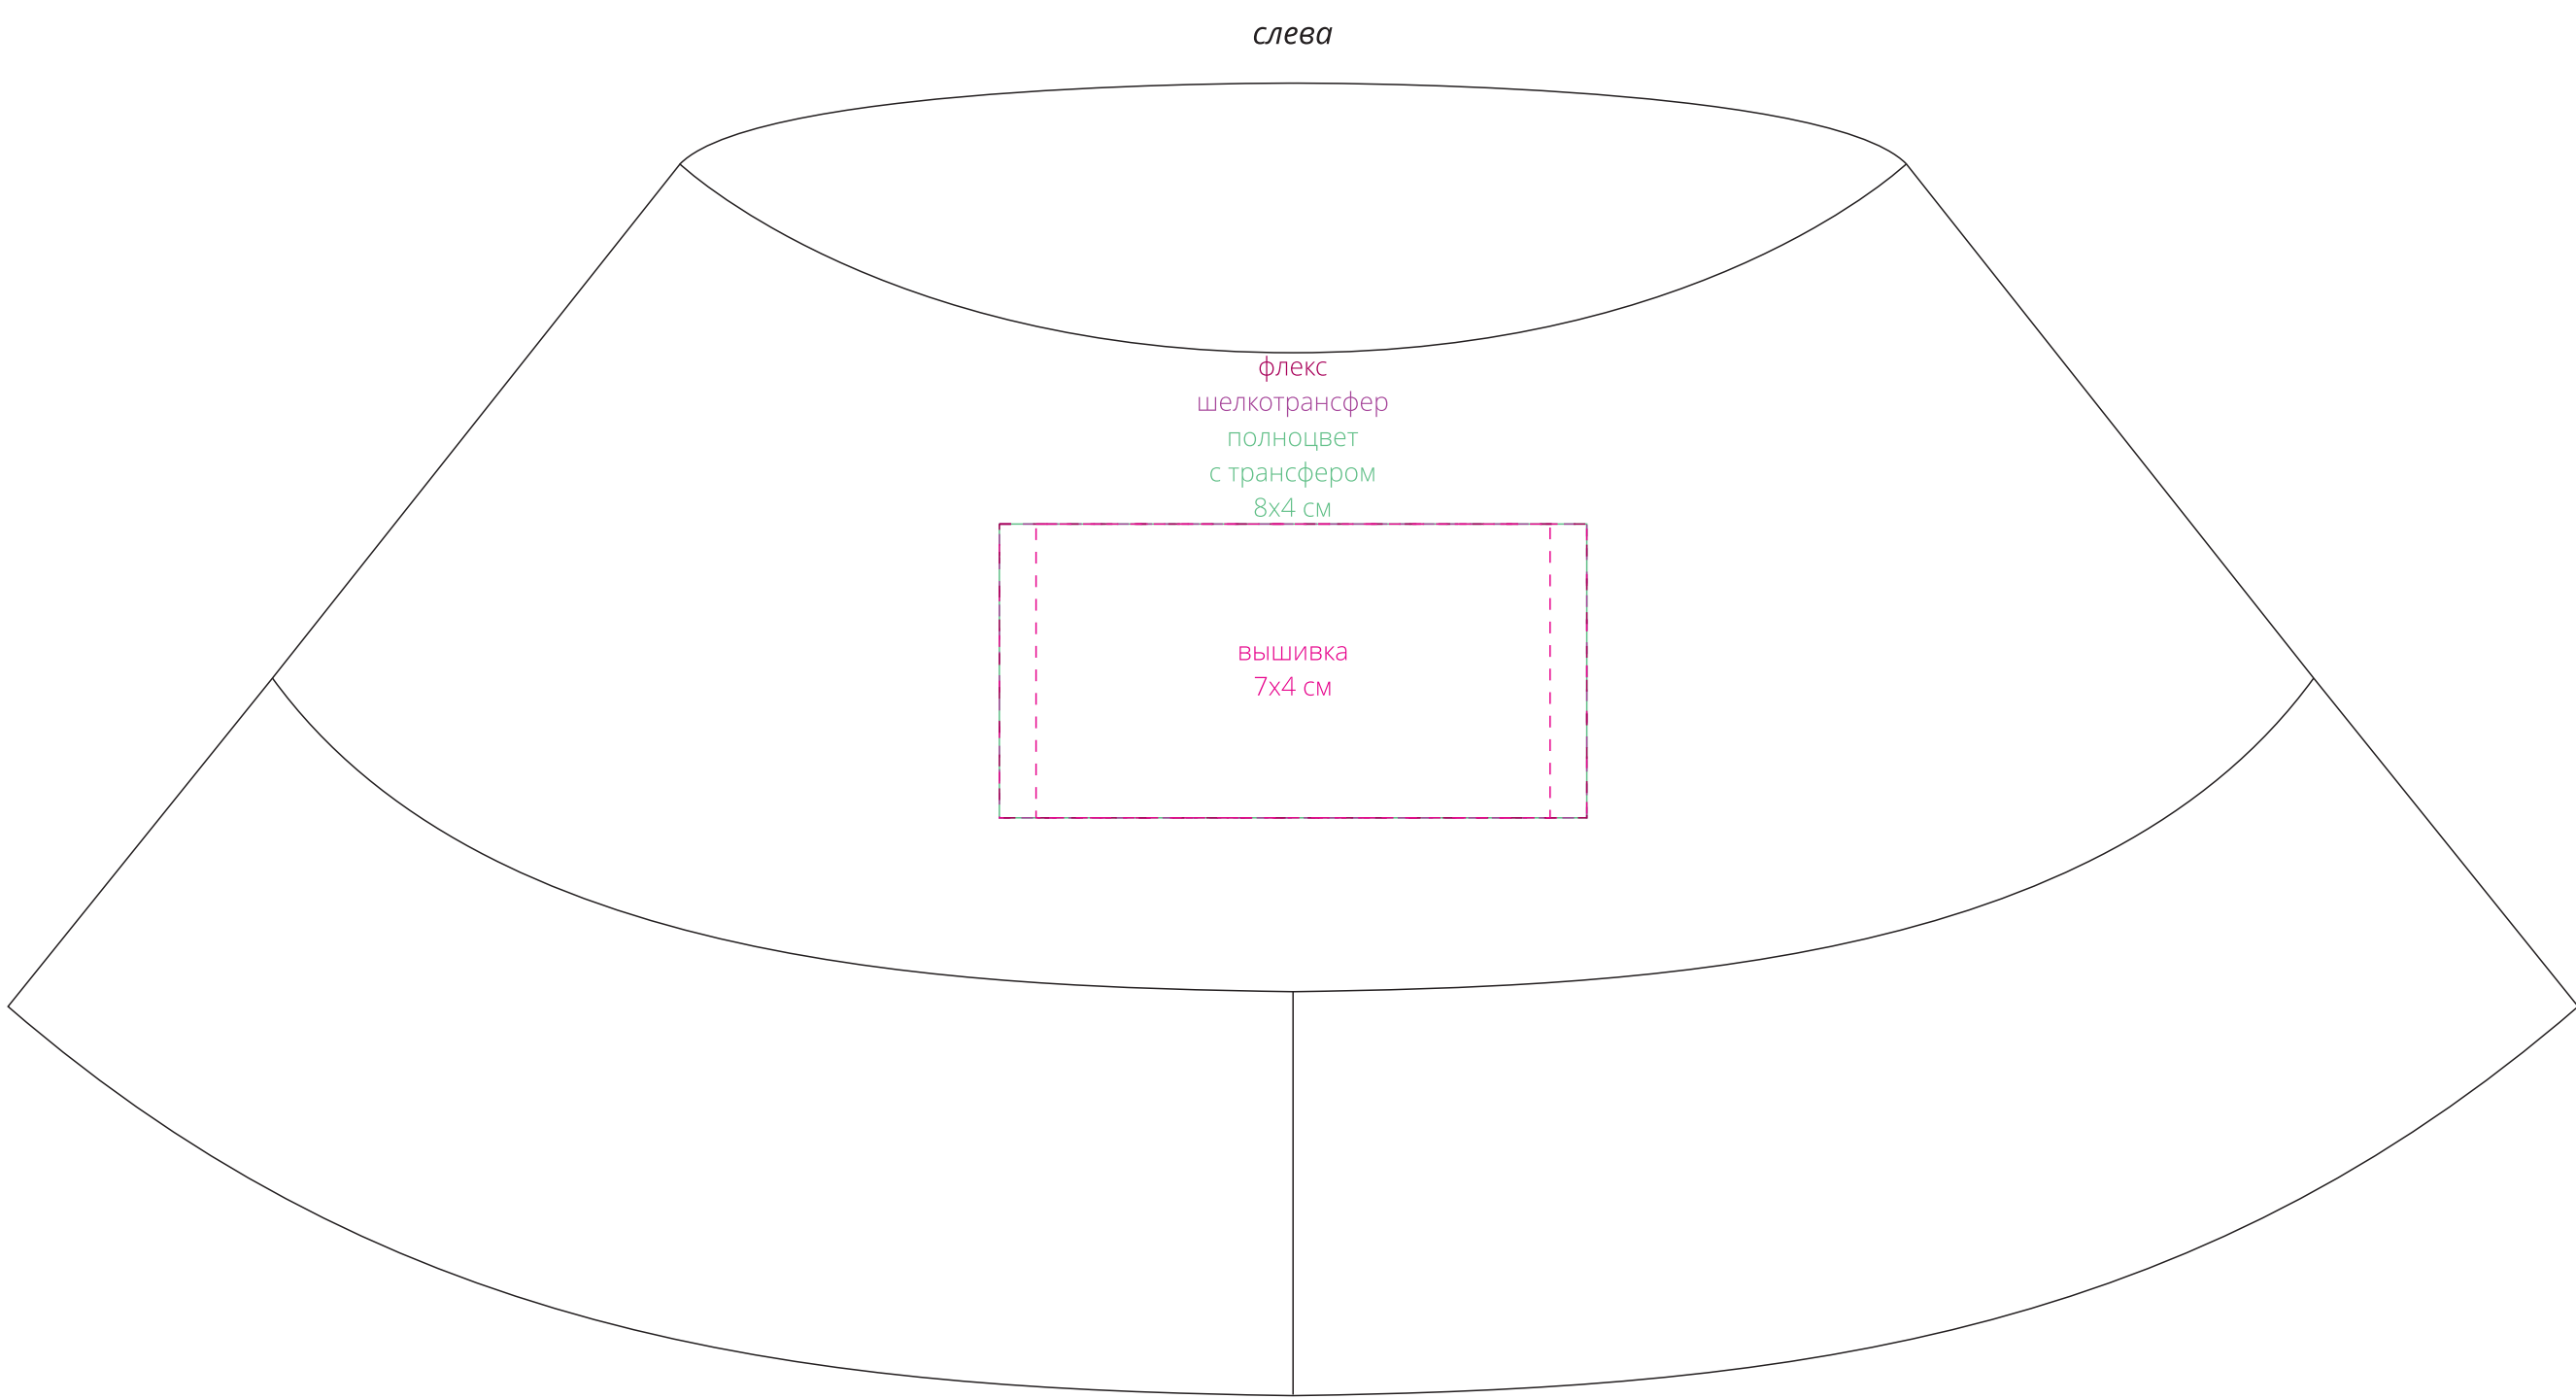 слева
флекс
шелкотрансфер
полноцвет
с трансфером
8х4 см
вышивка
7х4 см